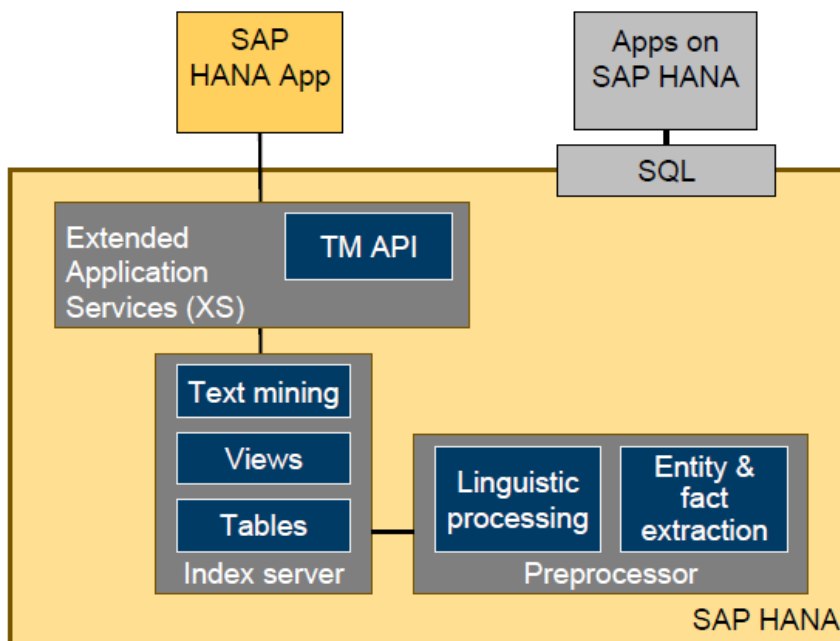 SAP
HANA App
Apps on
SAP HANA
SQL
Extended
Application
Services (XS)
TM API
Text mining
Views
Tables
Index server
Linguistic
processing
Entity &
fact
extraction
Preprocessor
SAP HANA